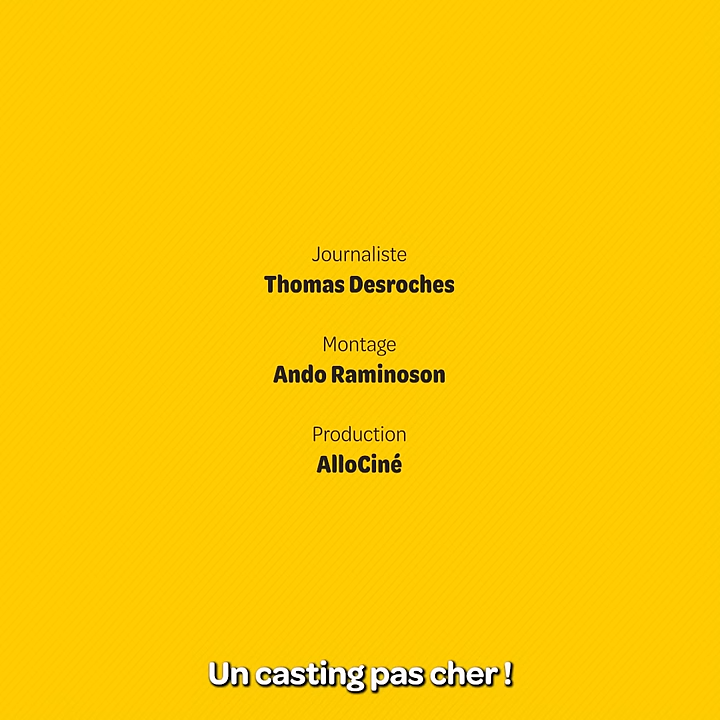 Journaliste
Thomas Desroches
Montage
Ando Raminoson
Production
AlloCiné
Un casting pas cher !